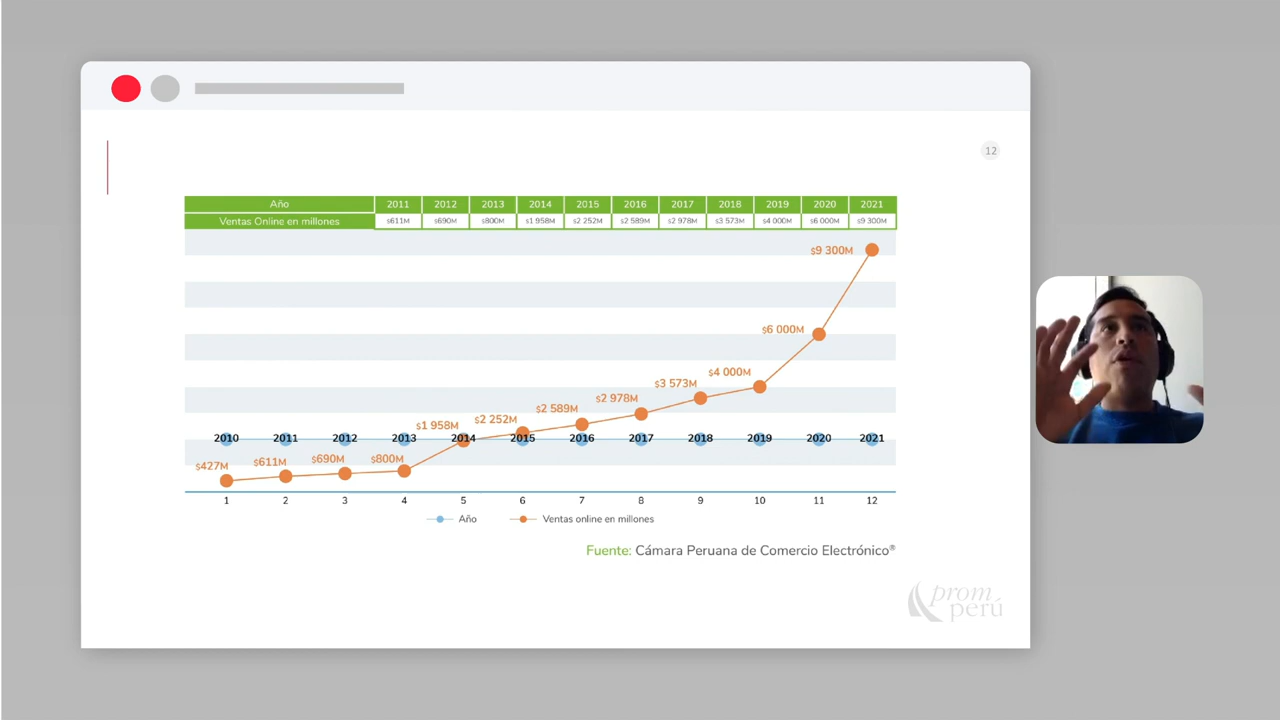 12
Año 2011 2012 2013 2014 2015 2016 2017 2018 2019 2020 2021
Ventas Online en millones $611M $690M $800M $1 958M $2 252M $2 589M $2 978M $3 573M $4 000M $6 000M $9 300M
$9 300M
$6 000M
$4 000M
$3 573M
$2 978M
$2 589M
$2 252M
$1 958M
2010 2011 2012 2013 2014 2015 2016 2017 2018 2019 2020 2021
$427M $611M $690M $800M
1 2 3 4 5 6 7 8 9 10 11 12
Año Ventas online en millones
Fuente: Cámara Peruana de Comercio Electrónico®
prom
perú